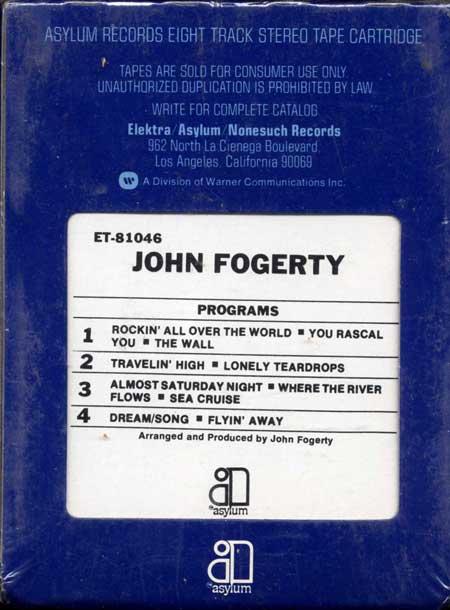 ASYLUM RECORDS EIGHT TRACK STEREO TAPE CARTRIDGE
TAPES ARE SOLD FOR CONSUMER USE ONLY
UNAUTHORIZED DUPLICATION IS PROHIBITED BY LAW
WRITE FOR COMPLETE CATALOG
Elektra/Asylum/Nonesuch Records
962 North La Cienega Boulevard,
Los Angeles, California 90069
A Division of Warner Communications Inc.
ET-81046
JOHN FOGERTY
PROGRAMS
1 ROCKIN' ALL OVER THE WORLD ■ YOU RASCAL
YOU ■ THE WALL
2 TRAVELIN' HIGH ■ LONELY TEARDROPS
3 ALMOST SATURDAY NIGHT ■ WHERE THE RIVER
FLOWS ■ SEA CRUISE
4 DREAM/SONG ■ FLYIN' AWAY
Arranged and Produced by John Fogerty
asylum
asylum